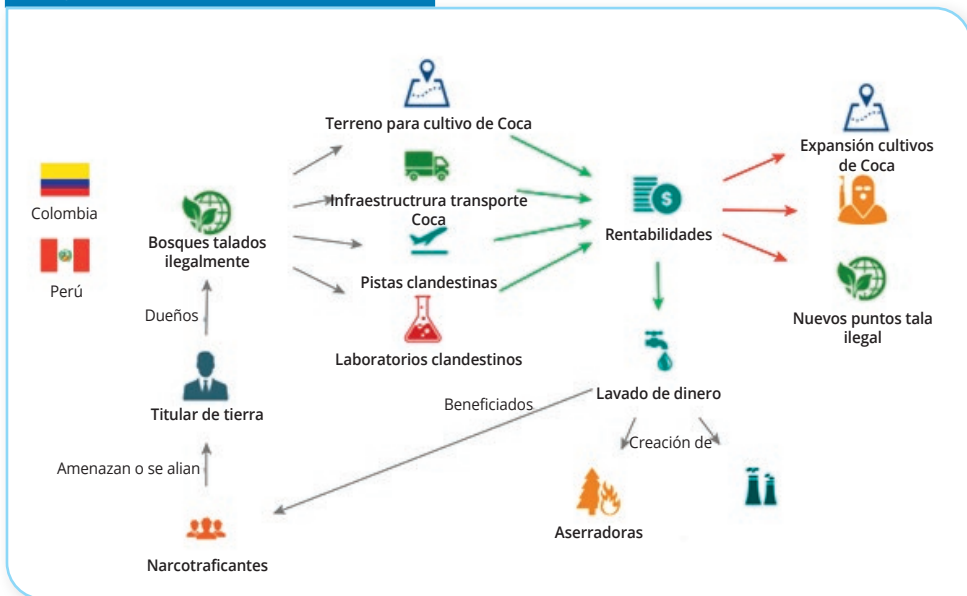 Colombia
Perú
Bosques talados
ilegalmente
Dueños
Titular de tierra
Amenazan o se alian
Narcotraficantes
Terreno para cultivo de Coca
Infraestructrura transporte
Coca
Pistas clandestinas
Laboratorios clandestinos
Beneficiados
$
Rentabilidades
Lavado de dinero
Creación de
Aserradoras
Expansión cultivos
de Coca
Nuevos puntos tala
ilegal